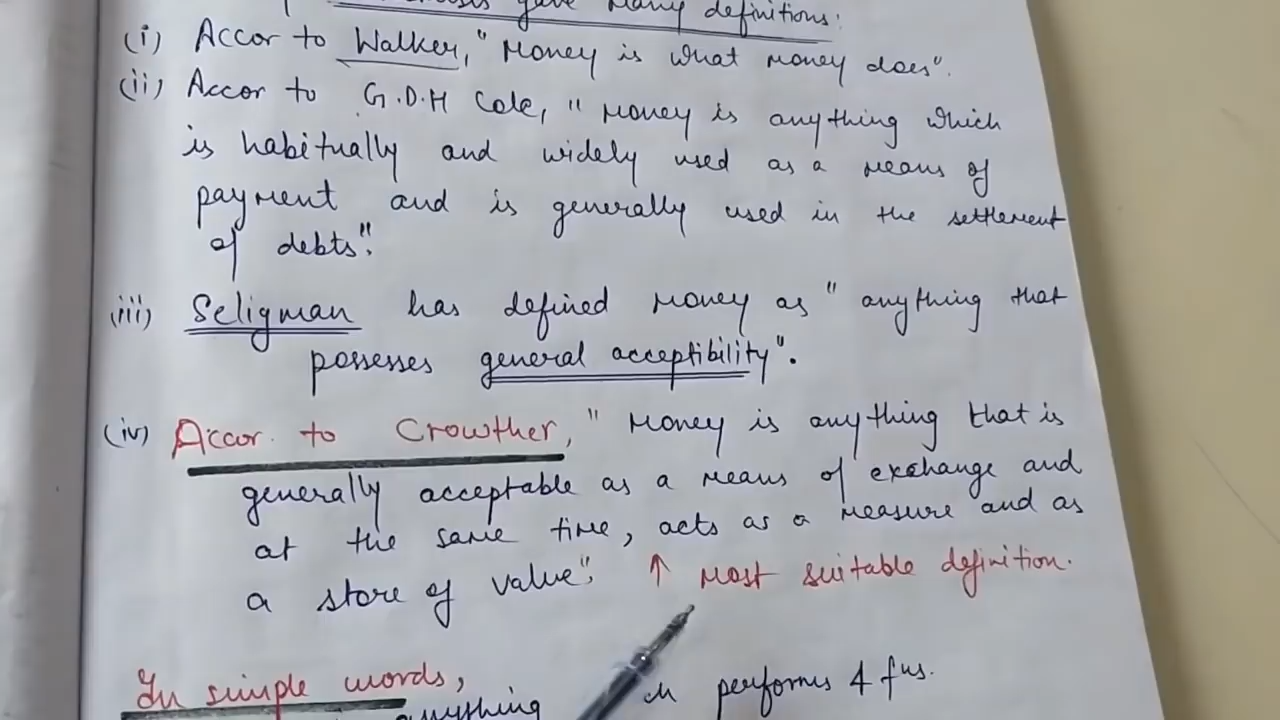 gave many definitions:
(i) Accor to Walker, "Money is what money does".
(ii) Accor to G.D.H Cole, "Money is anything which
is habitually and widely used as a means of
payment and is generally used in the settlement
of debts".
(iii) Seligman has defined money as "anything that
possesses general acceptibility".
(iv) Accor. to Crowther, "Money is anything that is
generally acceptable as a means of exchange and
at the same time, acts as a measure and as
a store of value". ↑ Most suitable definition.
In simple words,
anything performs 4 fns.